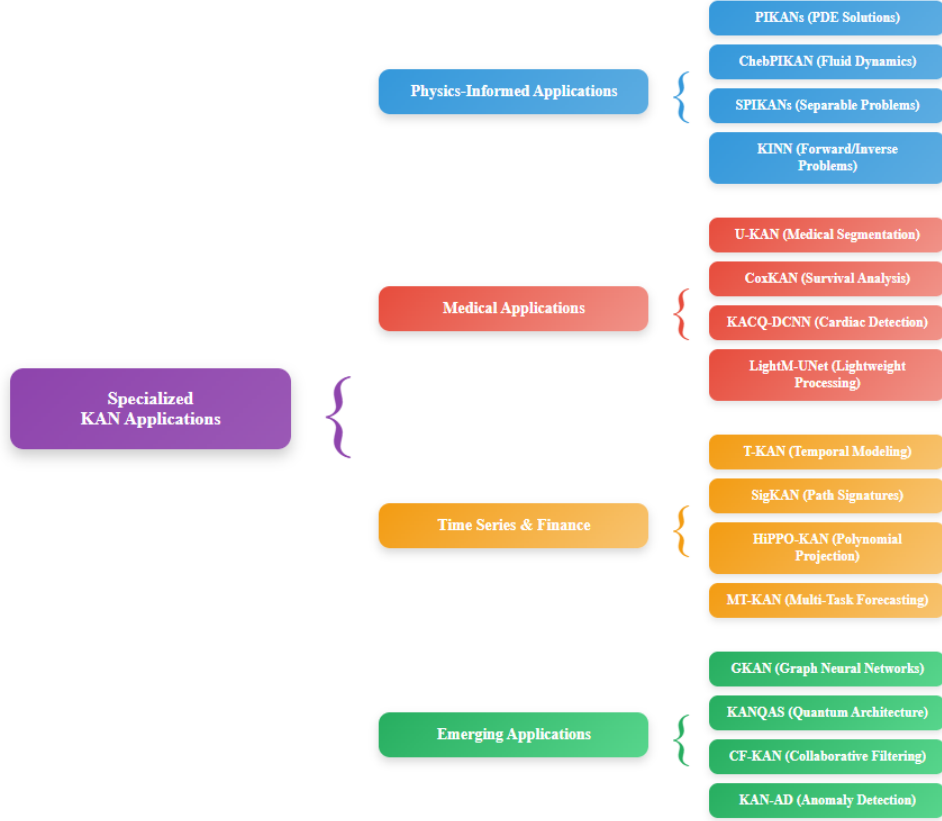 PIKANs (PDE Solutions)
ChebPIKAN (Fluid Dynamics)
Physics-Informed Applications
SPIKANs (Separable Problems)
KINN (Forward/Inverse
Problems)
U-KAN (Medical Segmentation)
CoxKAN (Survival Analysis)
Medical Applications
KACQ-DCNN (Cardiac Detection)
LightM-UNet (Lightweight
Processing)
Specialized
KAN Applications
T-KAN (Temporal Modeling)
SigKAN (Path Signatures)
Time Series & Finance
HiPPO-KAN (Polynomial
Projection)
MT-KAN (Multi-Task Forecasting)
GKAN (Graph Neural Networks)
KANQAS (Quantum Architecture)
Emerging Applications
CF-KAN (Collaborative Filtering)
KAN-AD (Anomaly Detection)